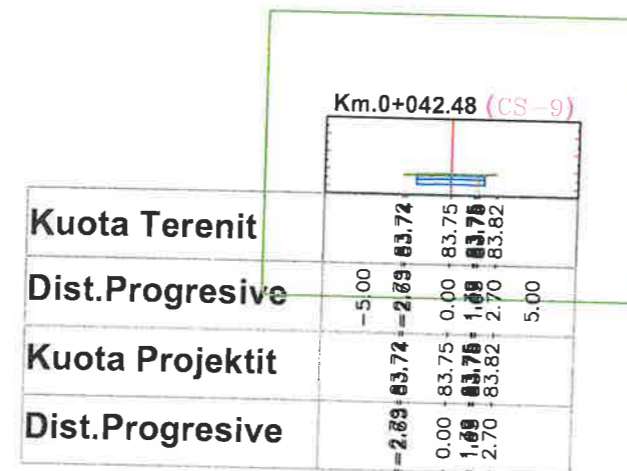 Km.0+042.48 (CS-9)
Kuota Terenit 83.75 83.82
Dist.Progresive -5.00 0.00 2.70 5.00
Kuota Projektit 83.75 83.82
Dist.Progresive 0.00 2.70